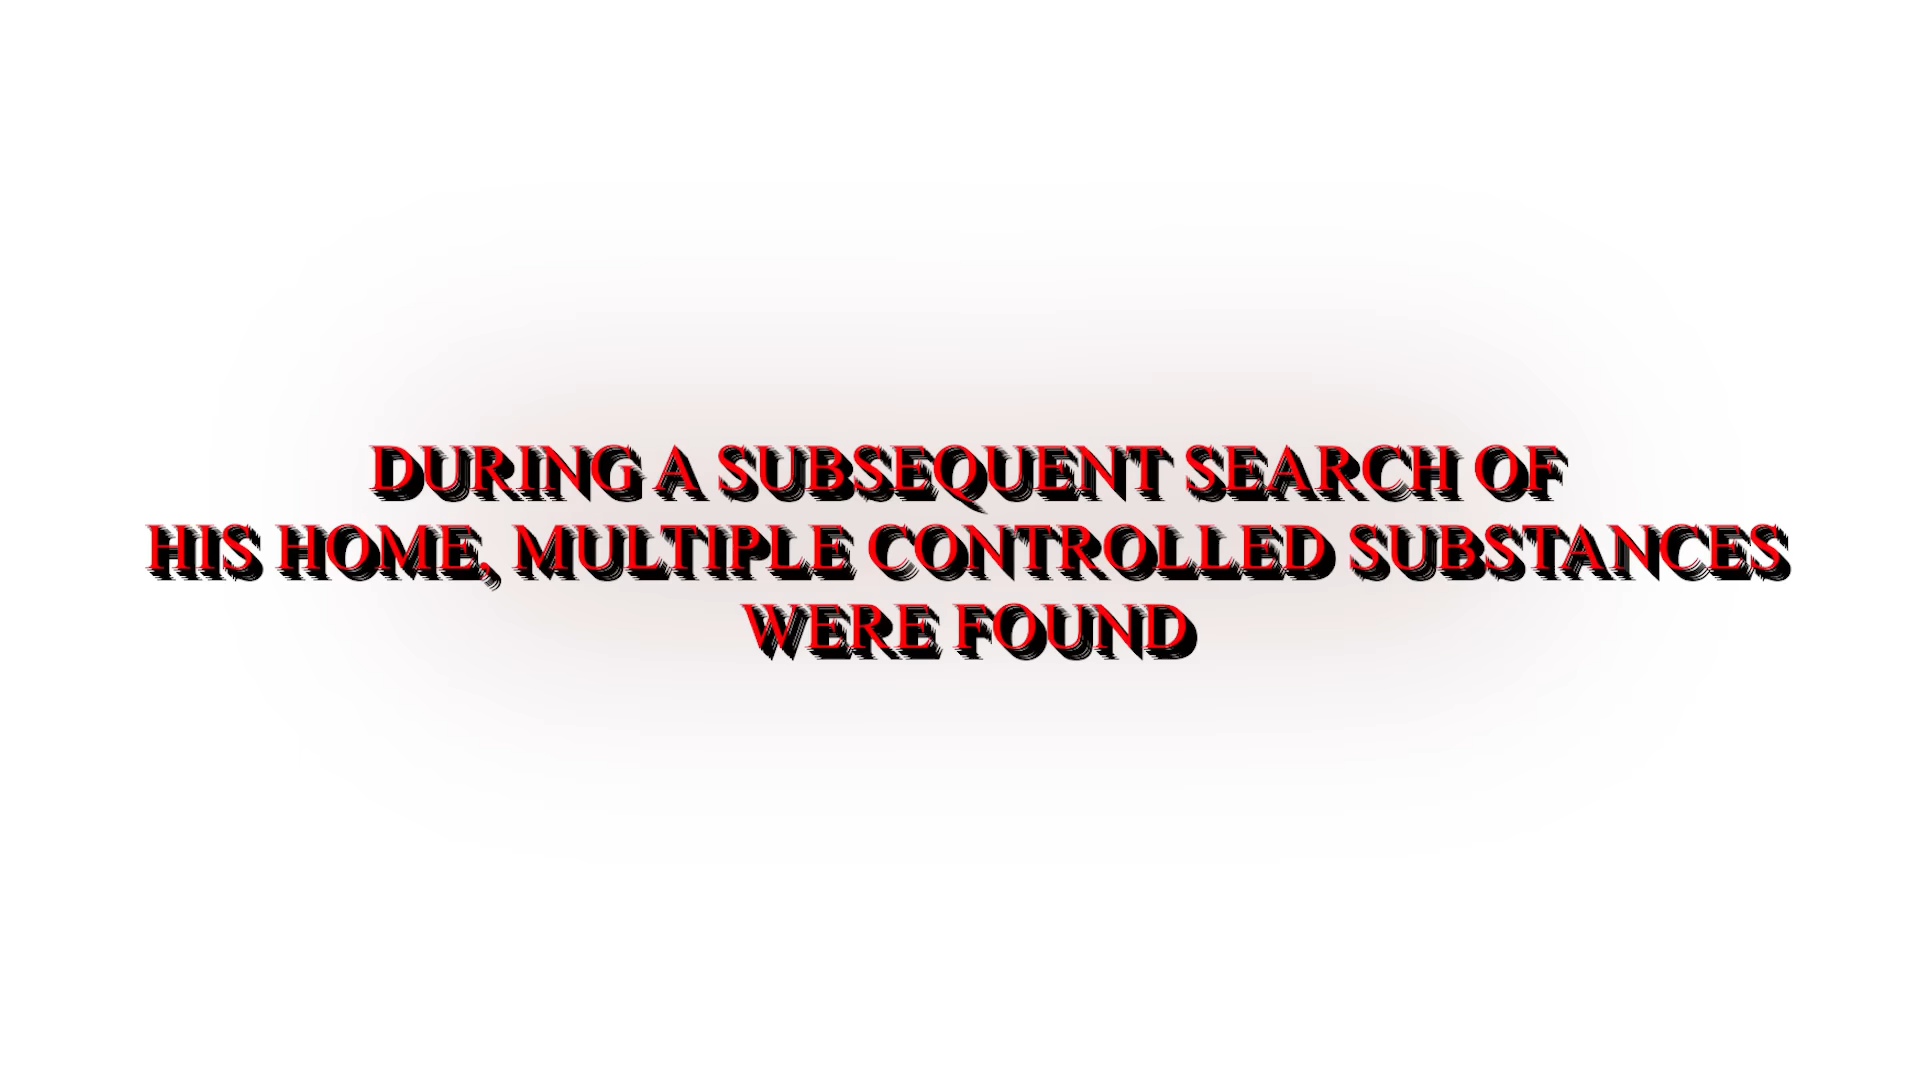 DURING A SUBSEQUENT SEARCH OF
HIS HOME, MULTIPLE CONTROLLED SUBSTANCES
WERE FOUND